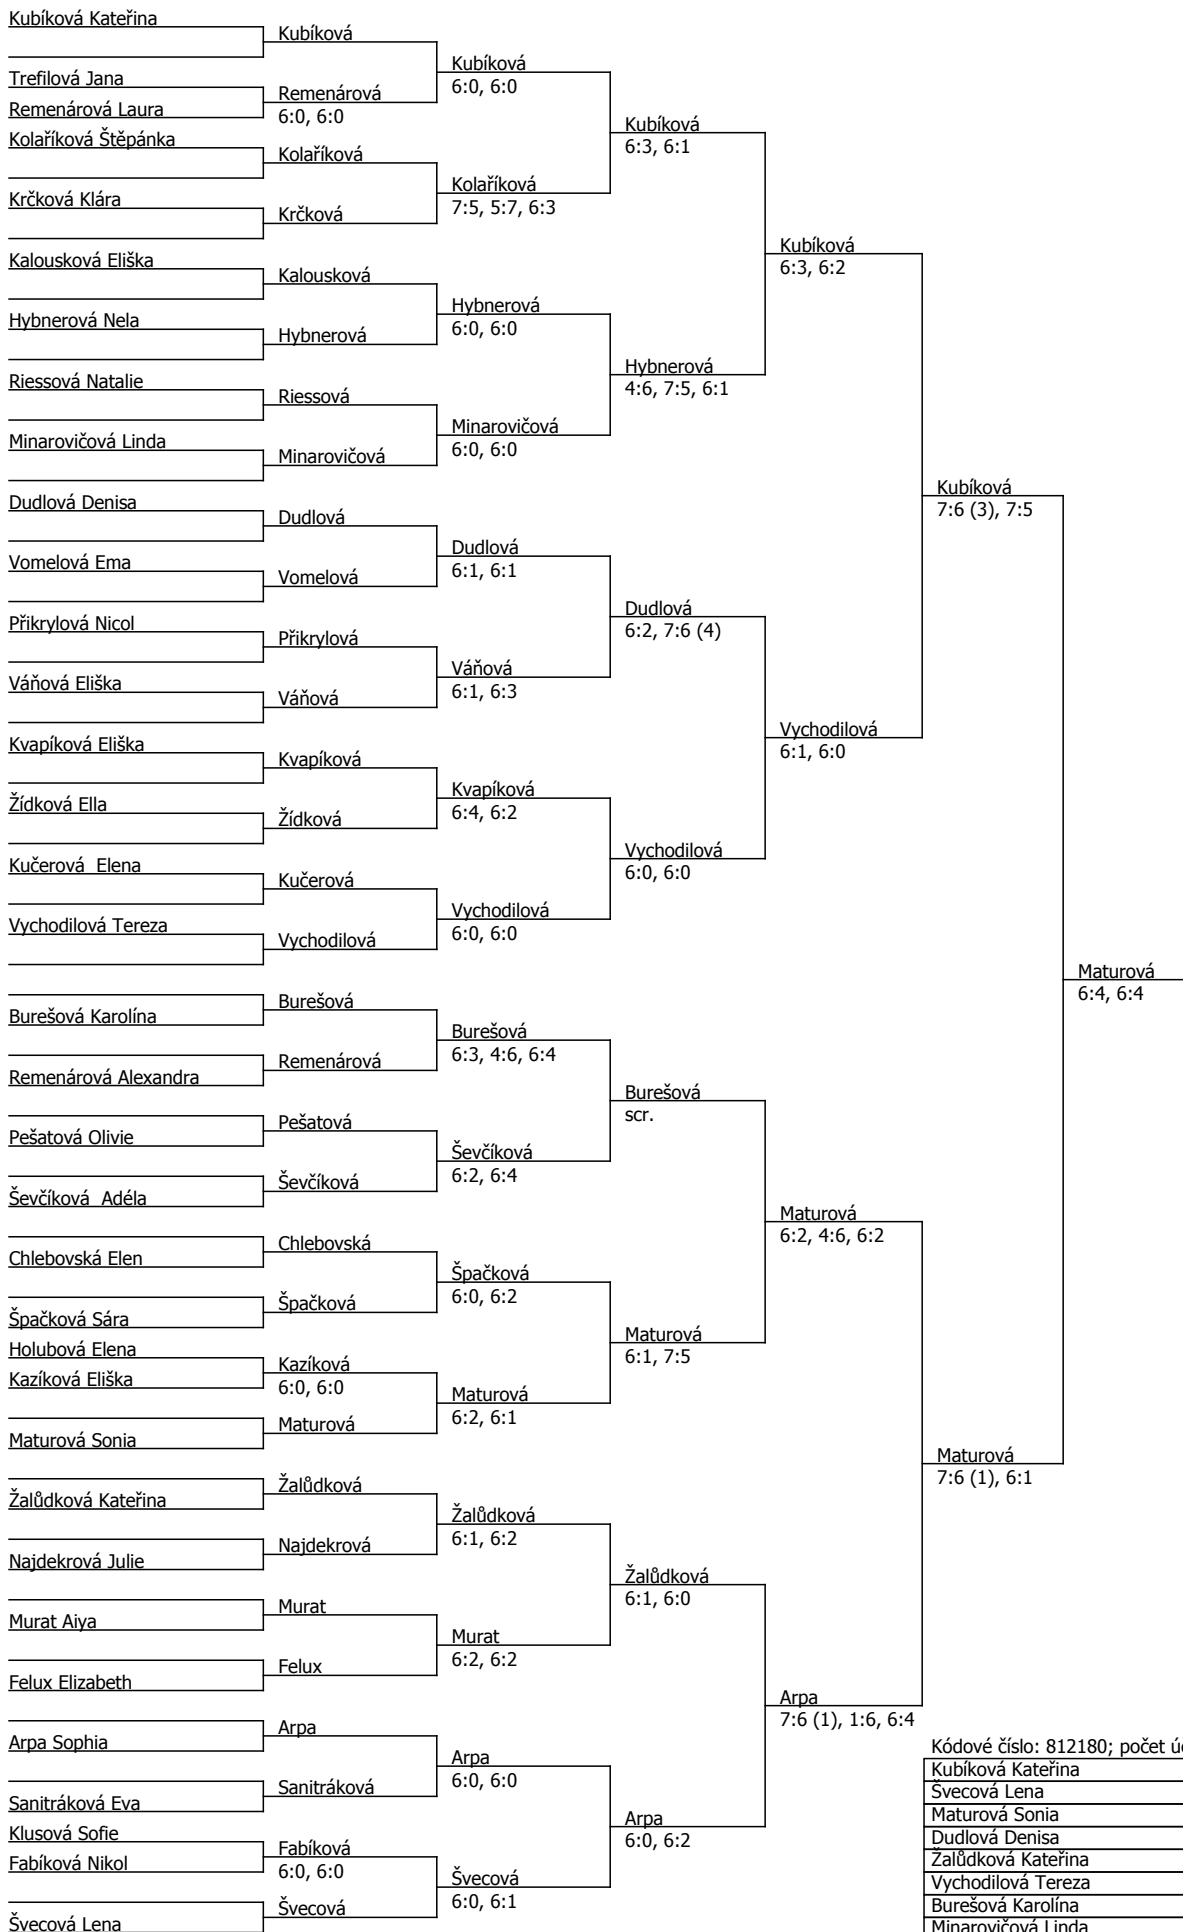 Kubíková Kateřina
Trefilová Jana
Remenárová Laura
Kolaříková Štěpánka
Krčková Klára
Kalousková Eliška
Hybnerová Nela
Riessová Natalie
Minarovičová Linda
Dudlová Denisa
Vomelová Ema
Přikrylová Nicol
Váňová Eliška
Kvapíková Eliška
Žídková Ella
Kučerová  Elena
Vychodilová Tereza
Burešová Karolína
Remenárová Alexandra
Pešatová Olivie
Ševčíková  Adéla
Chlebovská Elen
Špačková Sára
Holubová Elena
Kazíková Eliška
Maturová Sonia
Žalůdková Kateřina
Najdekrová Julie
Murat Aiya
Felux Elizabeth
Arpa Sophia
Sanitráková Eva
Klusová Sofie
Fabíková Nikol
Švecová Lena
Kubíková
Remenárová
6:0, 6:0
Kolaříková
Krčková
Kalousková
Hybnerová
Riessová
Minarovičová
Dudlová
Vomelová
Přikrylová
Váňová
Kvapíková
Žídková
Kučerová
Vychodilová
Burešová
Remenárová
Pešatová
Ševčíková
Chlebovská
Špačková
Kazíková
6:0, 6:0
Maturová
Žalůdková
Najdekrová
Murat
Felux
Arpa
Sanitráková
Fabíková
6:0, 6:0
Švecová
Kubíková
6:0, 6:0
Kolaříková
7:5, 5:7, 6:3
Hybnerová
6:0, 6:0
Minarovičová
6:0, 6:0
Dudlová
6:1, 6:1
Váňová
6:1, 6:3
Kvapíková
6:4, 6:2
Vychodilová
6:0, 6:0
Burešová
6:3, 4:6, 6:4
Ševčíková
6:2, 6:4
Špačková
6:0, 6:2
Maturová
6:2, 6:1
Žalůdková
6:1, 6:2
Murat
6:2, 6:2
Arpa
6:0, 6:0
Švecová
6:0, 6:1
Kubíková
6:3, 6:1
Hybnerová
4:6, 7:5, 6:1
Dudlová
6:2, 7:6 (4)
Vychodilová
6:0, 6:0
Burešová
scr.
Maturová
6:1, 7:5
Žalůdková
6:1, 6:0
Arpa
6:0, 6:2
Kubíková
6:3, 6:2
Vychodilová
6:1, 6:0
Maturová
6:2, 4:6, 6:2
Arpa
7:6 (1), 1:6, 6:4
Kubíková
7:6 (3), 7:5
Maturová
7:6 (1), 6:1
Maturová
6:4, 6:4
Kódové číslo: 812180; počet
Kubíková Kateřina
Švecová Lena
Maturová Sonia
Dudlová Denisa
Žalůdková Kateřina
Vychodilová Tereza
Burešová Karolína
Minarovičová Linda